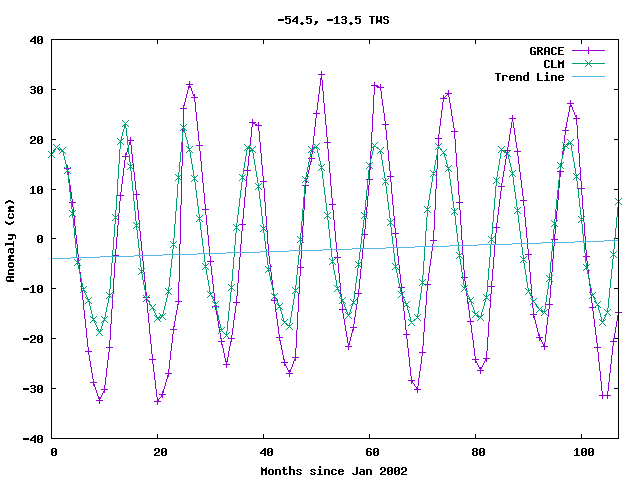 -54.5, -13.5 TWS
GRACE
CLM
Trend Line
Anomaly (cm)
40
30
20
10
0
-10
-20
-30
-40
0 20 40 60 80 100
Months since Jan 2002